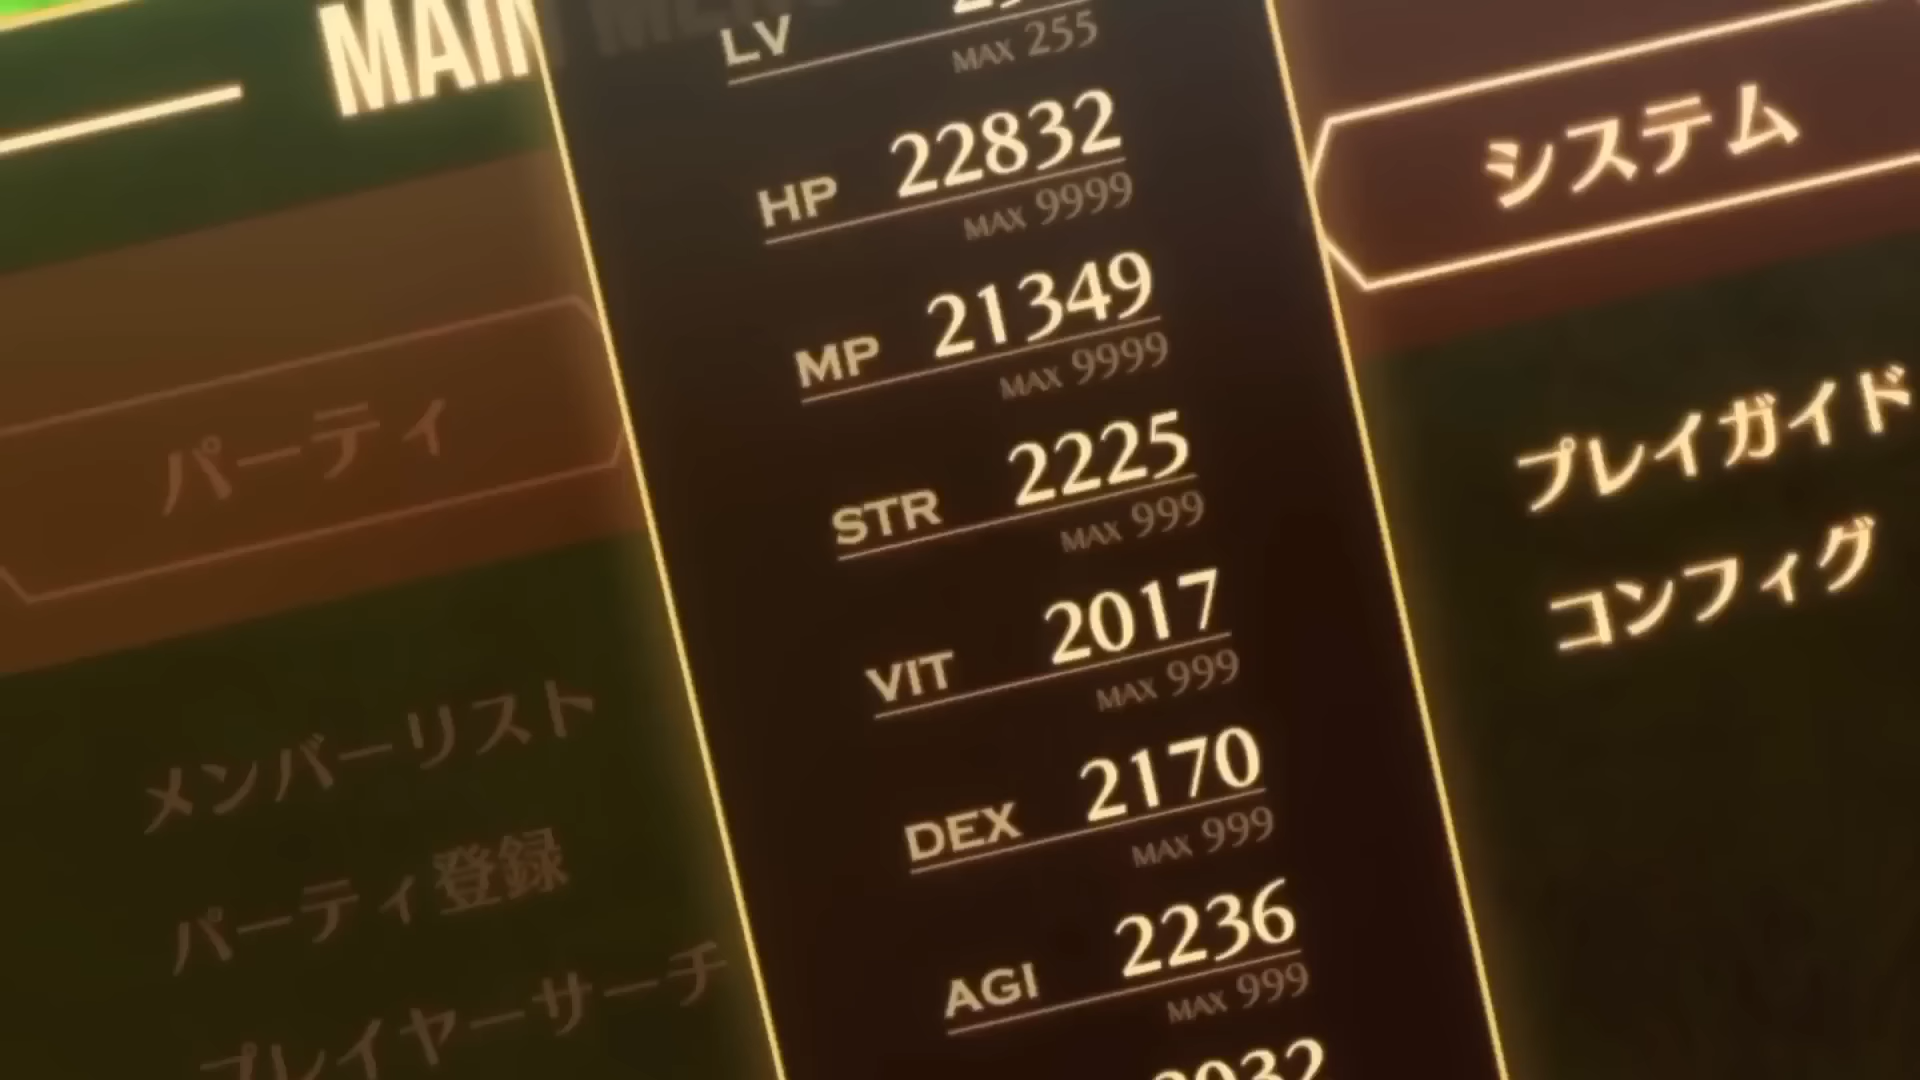 MAIN MENU
LV
MAX 255
HP 22832
MAX 9999
MP 21349
MAX 9999
STR 2225
MAX 999
VIT 2017
MAX 999
DEX 2170
MAX 999
AGI 2236
MAX 999
パーティ
メンバーリスト
パーティ登録
プレイヤーサーチ
システム
プレイガイド
コンフィグ